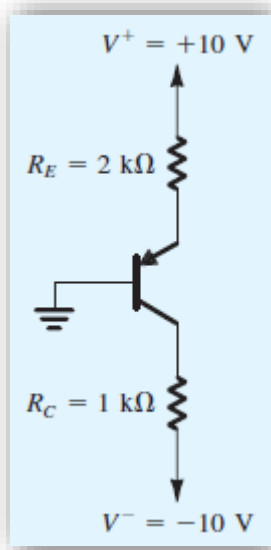 V⁺ = +10 V
R_E = 2 kΩ
R_C = 1 kΩ
V⁻ = −10 V